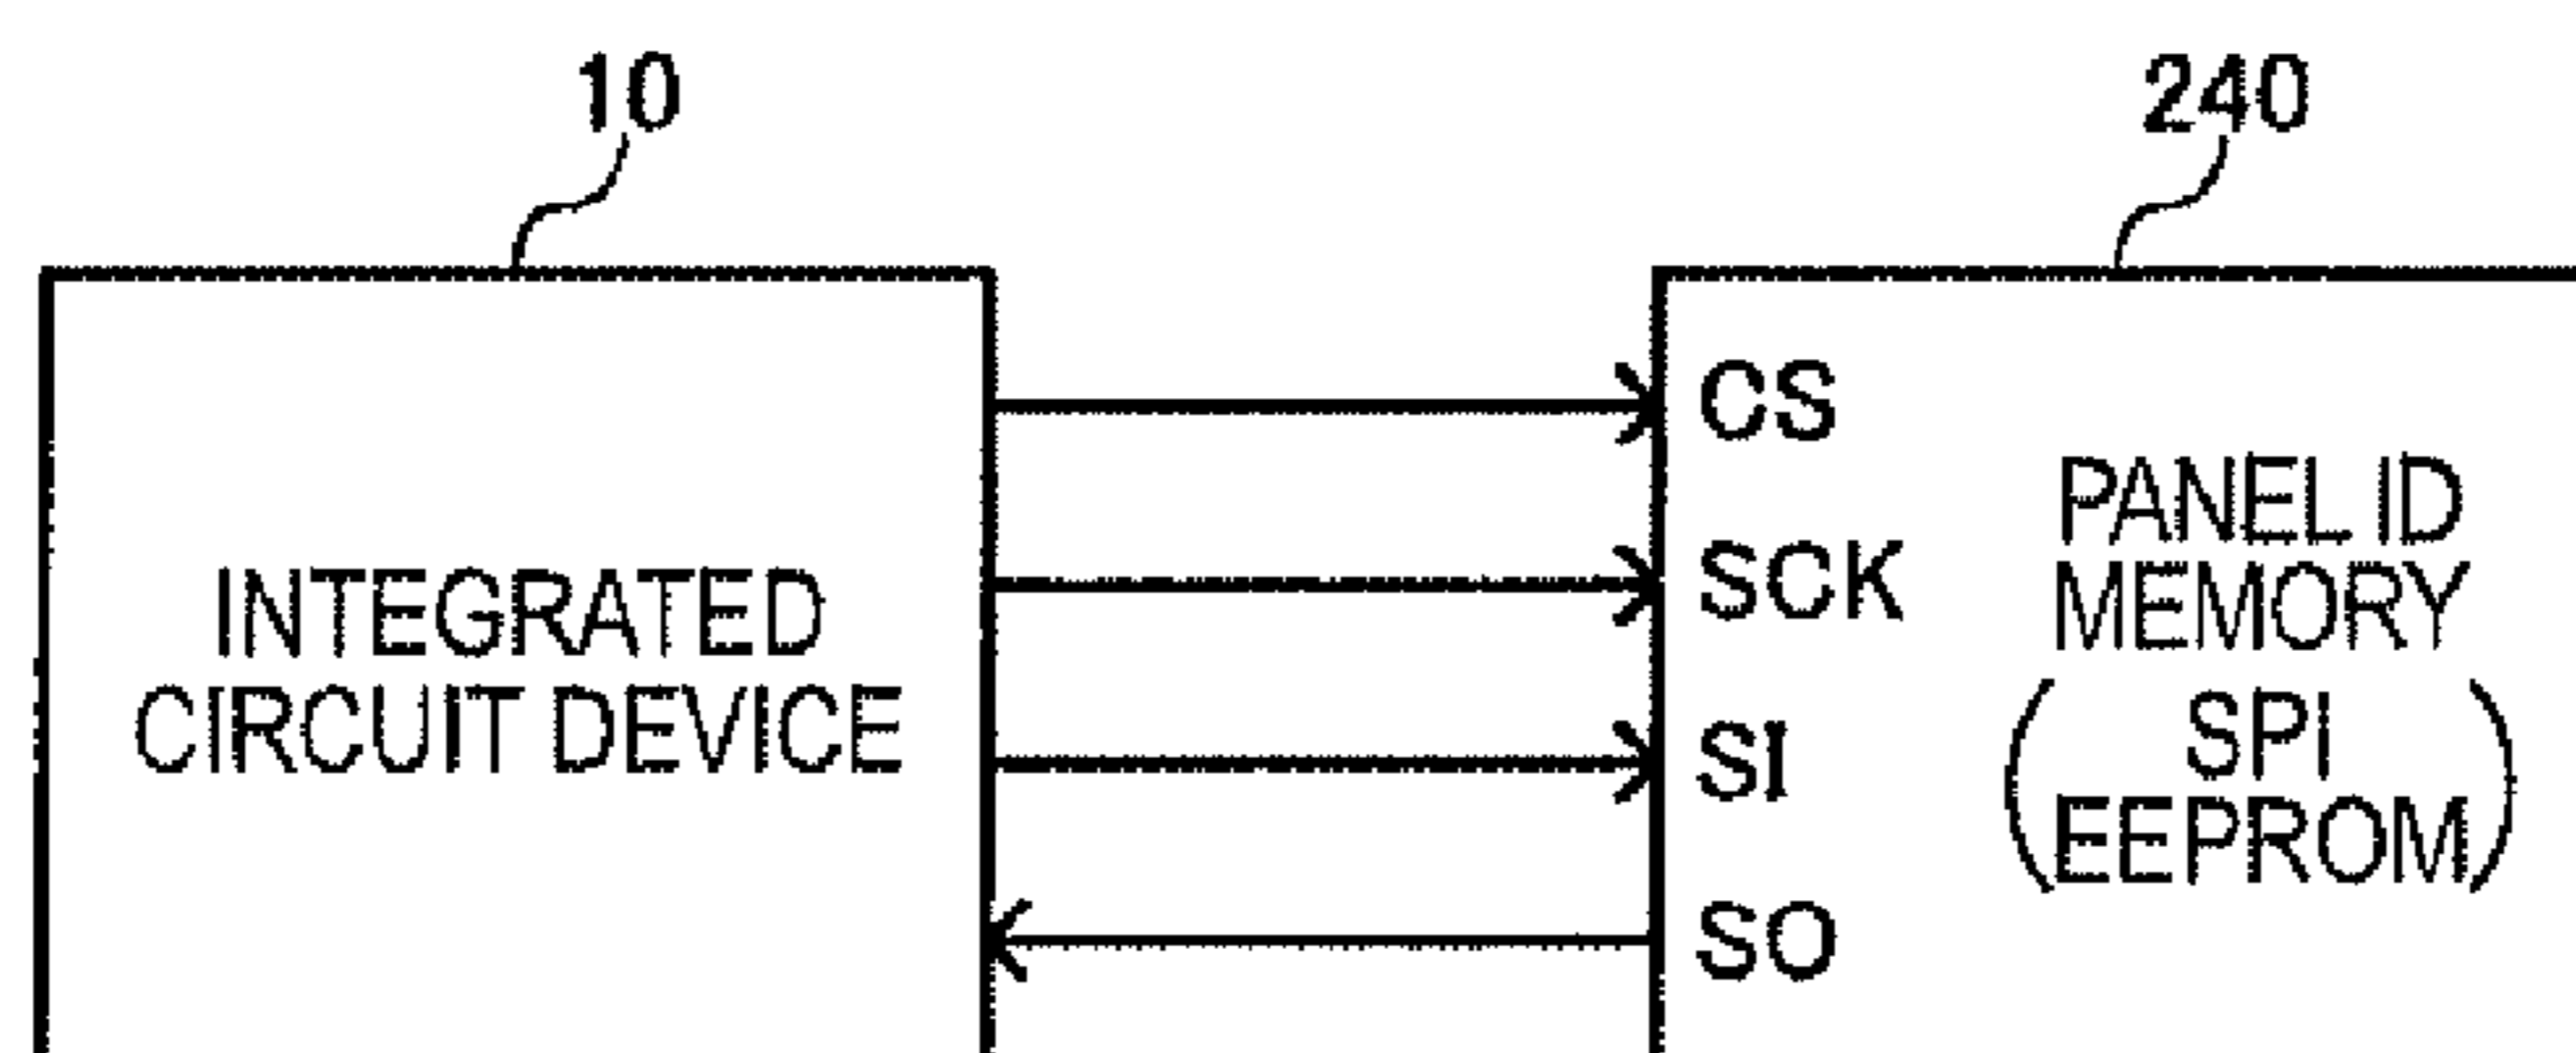 10
240
CS
SCK
SI
SO
INTEGRATED
CIRCUIT DEVICE
PANEL ID
MEMORY
(SPI
EEPROM)